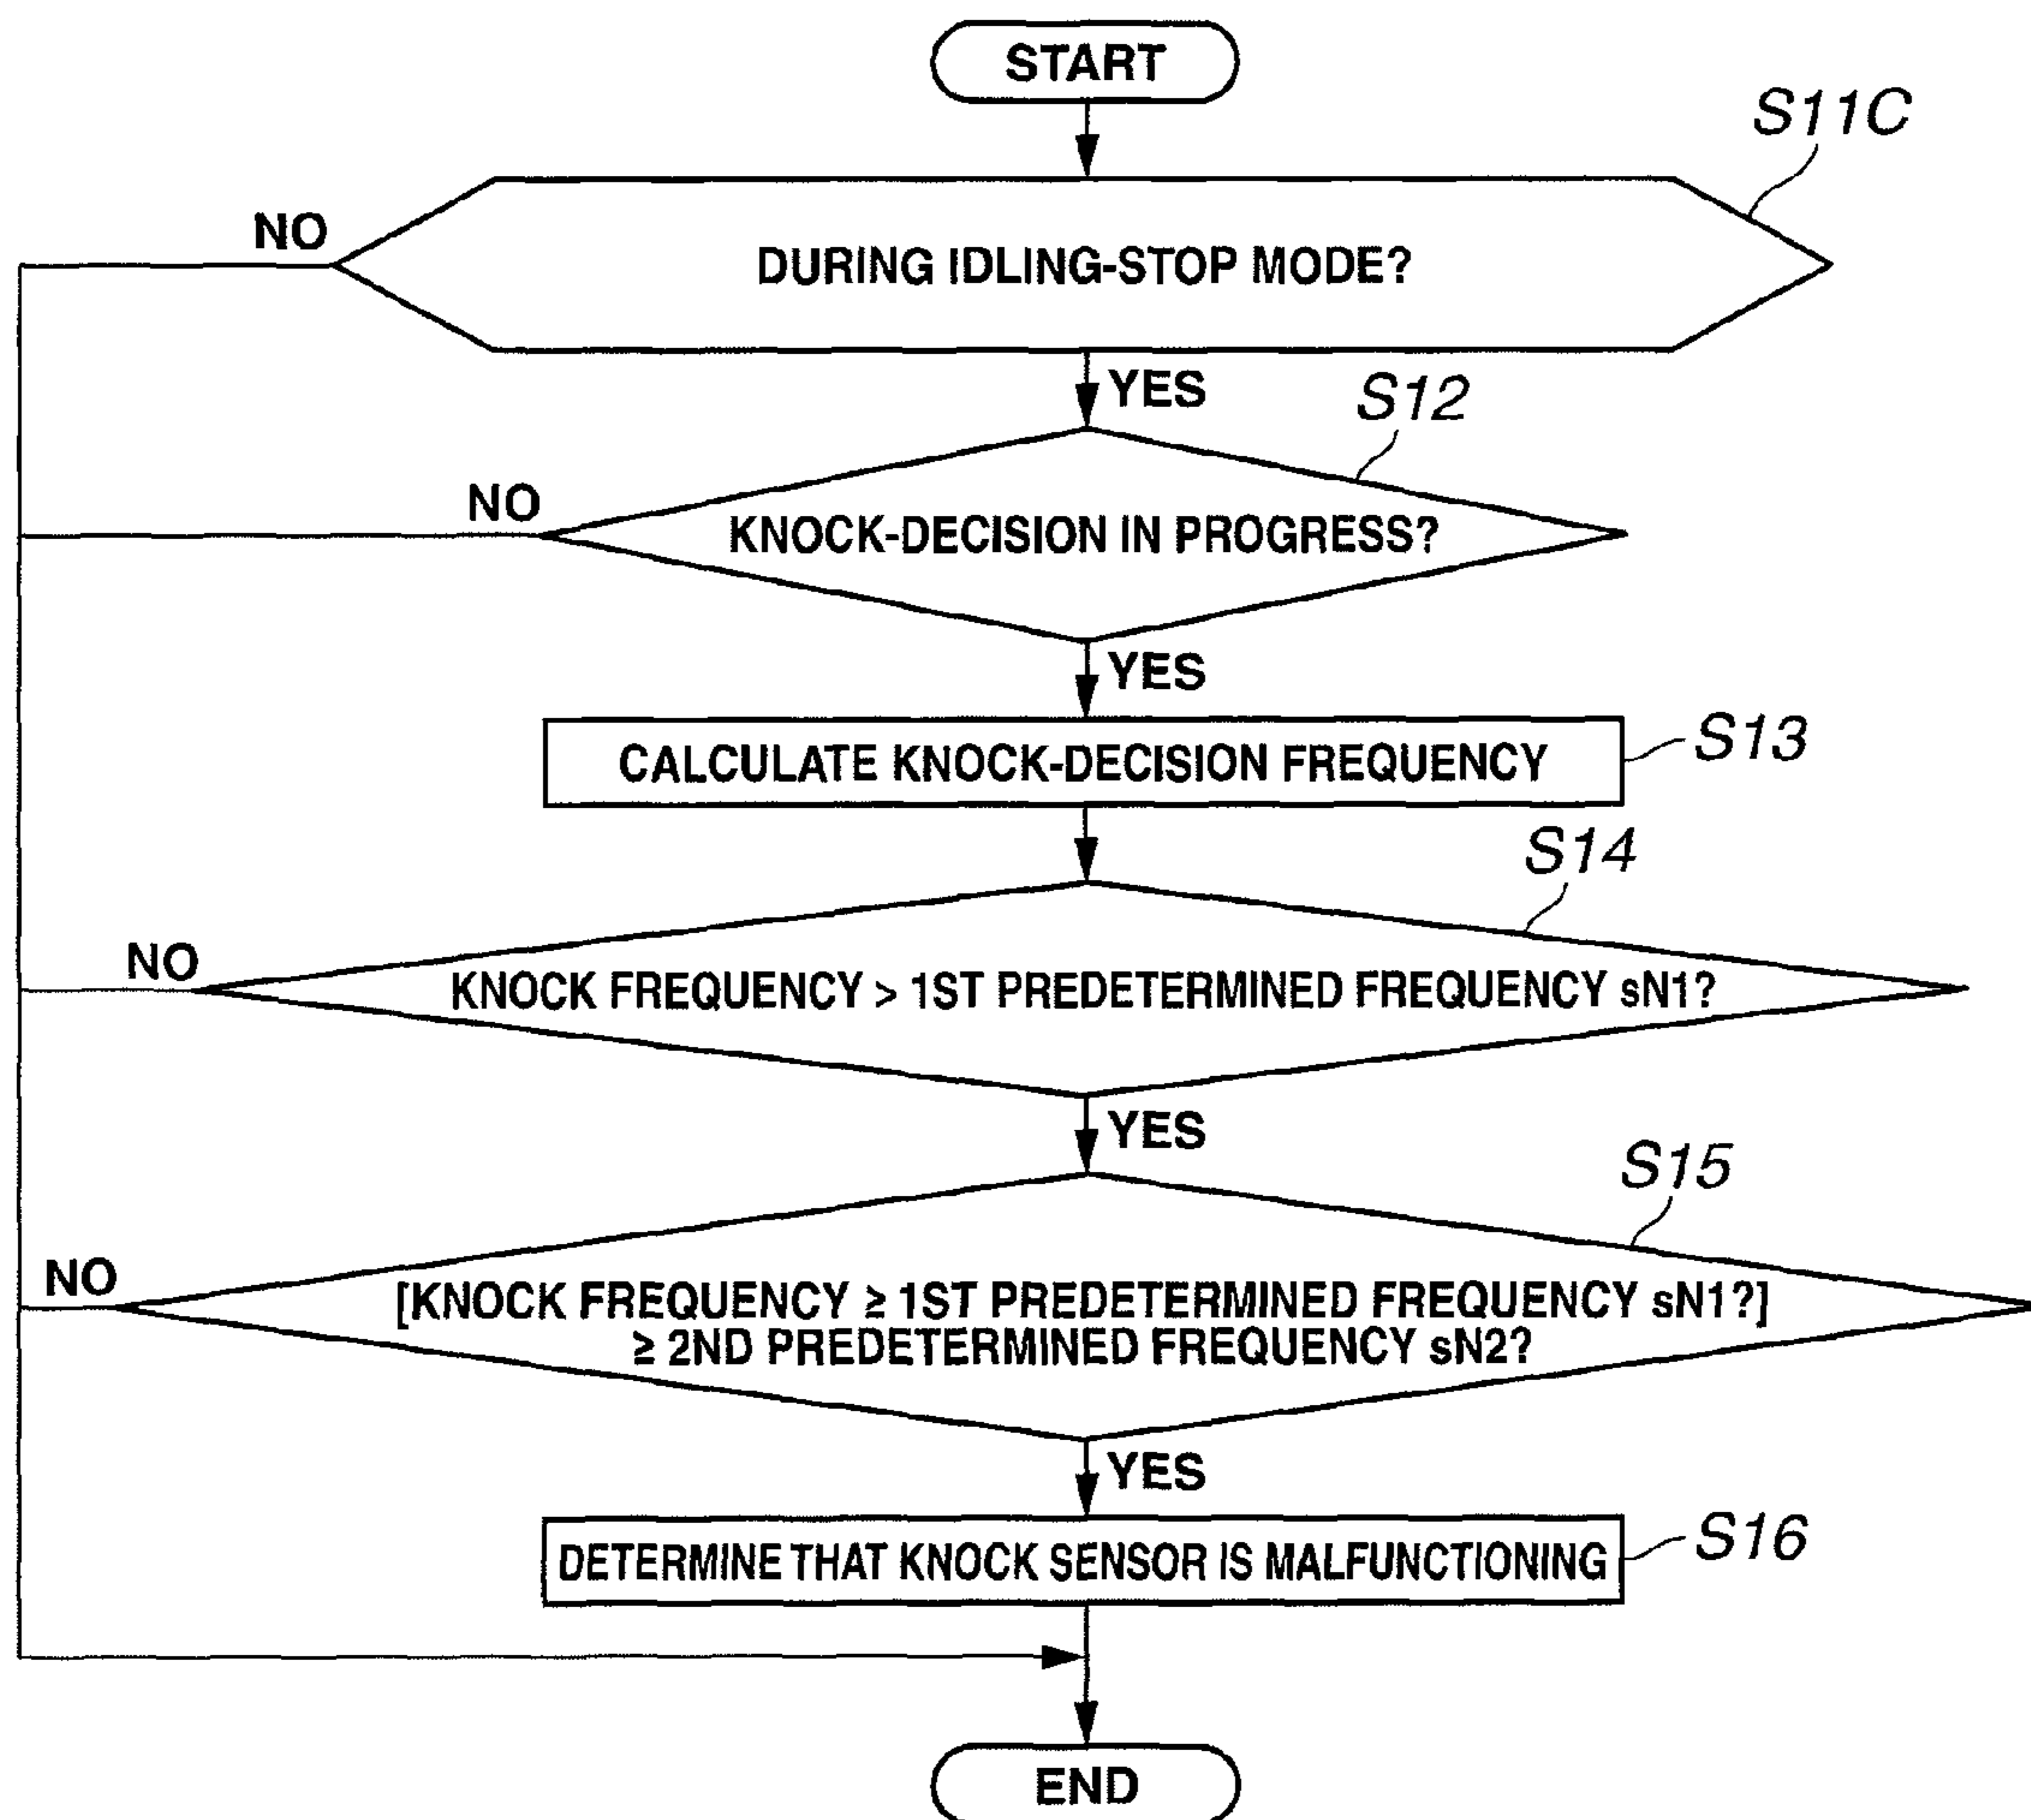 START
S11C
NO
DURING IDLING-STOP MODE?
YES
S12
NO
KNOCK-DECISION IN PROGRESS?
YES
CALCULATE KNOCK-DECISION FREQUENCY
S13
S14
NO
KNOCK FREQUENCY > 1ST PREDETERMINED FREQUENCY sN1?
YES
S15
NO
[KNOCK FREQUENCY ≥ 1ST PREDETERMINED FREQUENCY sN1?]
≥ 2ND PREDETERMINED FREQUENCY sN2?
YES
DETERMINE THAT KNOCK SENSOR IS MALFUNCTIONING
S16
END